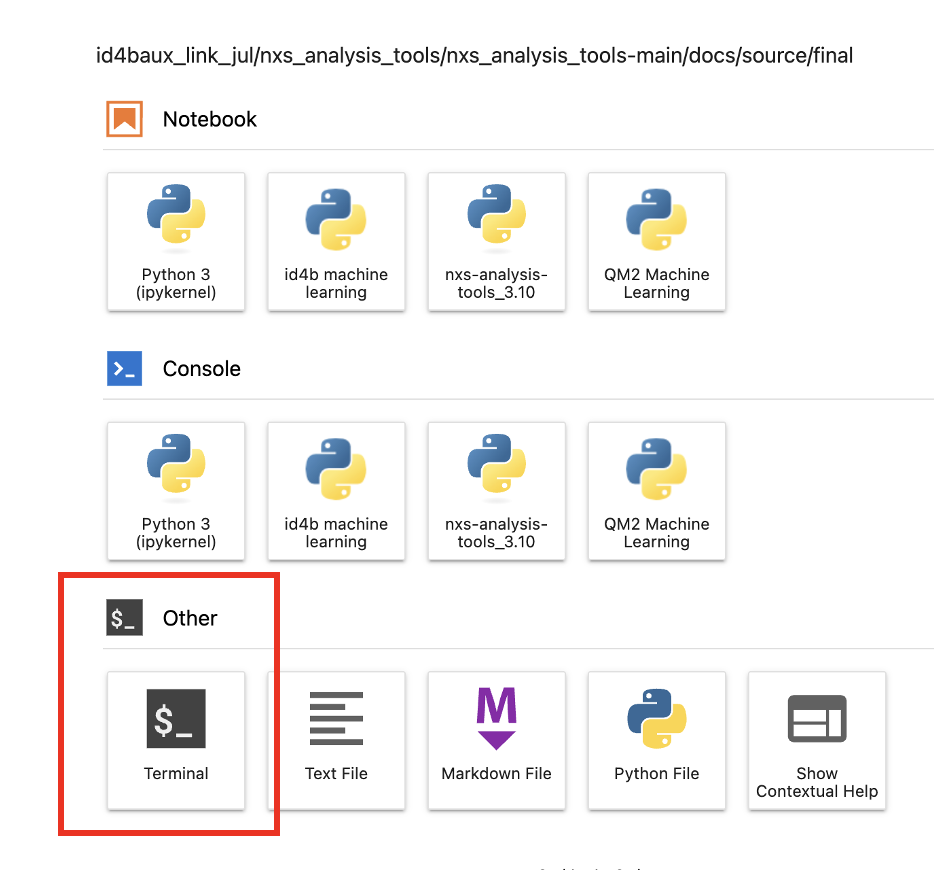 id4baux_link_jul/nxs_analysis_tools/nxs_analysis_tools-main/docs/source/final
Notebook
Python 3
(ipykernel)
id4b machine
learning
nxs-analysis-
tools_3.10
QM2 Machine
Learning
>_
Console
Python 3
(ipykernel)
id4b machine
learning
nxs-analysis-
tools_3.10
QM2 Machine
Learning
$_
Other
$_
Terminal
Text File
M
Markdown File
Python File
Show
Contextual Help